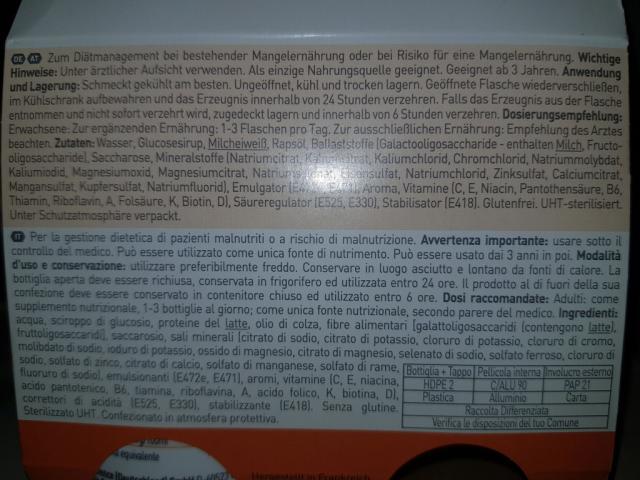 DE AT Zum Diätmanagement bei bestehender Mangelernährung oder bei Risiko für eine Mangelernährung. Wichtige
Hinweise: Unter ärztlicher Aufsicht verwenden. Als einzige Nahrungsquelle geeignet. Geeignet ab 3 Jahren. Anwendung
und Lagerung: Schmeckt gekühlt am besten. Ungeöffnet, kühl und trocken lagern. Geöffnete Flasche wiederverschließen,
im Kühlschrank aufbewahren und das Erzeugnis innerhalb von 24 Stunden verzehren. Falls das Erzeugnis aus der Flasche
entnommen und nicht sofort verzehrt wird, zugedeckt lagern und innerhalb von 6 Stunden verzehren. Dosierungsempfehlung:
Erwachsene: Zur ergänzenden Ernährung: 1-3 Flaschen pro Tag. Zur ausschließlichen Ernährung: Empfehlung des Arztes
beachten. Zutaten: Wasser, Glucosesirup, Milcheiweiß, Rapsöl, Ballaststoffe (Galactooligosaccharide - enthalten Milch, Fructo-
oligosaccharide), Saccharose, Mineralstoffe (Natriumcitrat, Kaliumcitrat, Kaliumchlorid, Chromchlorid, Natriummolybdat,
Kaliumiodid, Magnesiumoxid, Magnesiumcitrat, Eisensulfat, Natriumchlorid, Zinksulfat, Calciumcitrat,
Mangansulfat, Kupfersulfat, Natriumfluorid), Emulgator (E471), Aroma, Vitamine (C, E, Niacin, Pantothensäure, B6,
Thiamin, Riboflavin, A, Folsäure, K, Biotin, D), Säureregulator (E525, E330), Stabilisator (E418). Glutenfrei. UHT-sterilisiert.
Unter Schutzatmosphäre verpackt.
IT Per la gestione dietetica di pazienti malnutriti o a rischio di malnutrizione. Avvertenza importante: usare sotto il
controllo del medico. Può essere utilizzato come unica fonte di nutrimento. Può essere usato dai 3 anni in poi. Modalità
d'uso e conservazione: utilizzare preferibilmente freddo. Conservare in luogo asciutto e lontano da fonti di calore. La
bottiglia aperta deve essere richiusa, conservata in frigorifero ed utilizzata entro 24 ore. Il prodotto al di fuori della sua
confezione deve essere conservato in contenitore chiuso ed utilizzato entro 6 ore. Dosi raccomandate: Adulti: come
supplemento nutrizionale, 1-3 bottiglie al giorno; come unica fonte nutrizionale, secondo parere del medico. Ingredienti:
acqua, sciroppo di glucosio, proteine del latte, olio di colza, fibre alimentari [galattoligosaccaridi (contengono latte),
fruttoligosaccaridi], saccarosio, sali minerali (citrato di sodio, citrato di potassio, cloruro di potassio, cloruro di cromo,
molibdato di sodio, ioduro di potassio, ossido di magnesio, citrato di magnesio, selenato di sodio, solfato ferroso, cloruro di
sodio, solfato di zinco, citrato di calcio, solfato di manganese, solfato di rame,
fluoruro di sodio), emulsionanti (E472e, E471), aromi, vitamine (C, E, niacina,
acido pantotenico, B6, tiamina, riboflavina, A, acido folico, K, biotina, D),
correttori di acidità (E525, E330), stabilizzante (E418). Senza glutine.
Sterilizzato UHT. Confezionato in atmosfera protettiva.
Bottiglia + Tappo Pellicola interna Involucro esterno
HDPE 2 C/ALU 90 PAP 21
Plastica Alluminio Carta
Raccolta Differenziata
Verifica le disposizioni del tuo Comune
Hergestellt in Frankreich